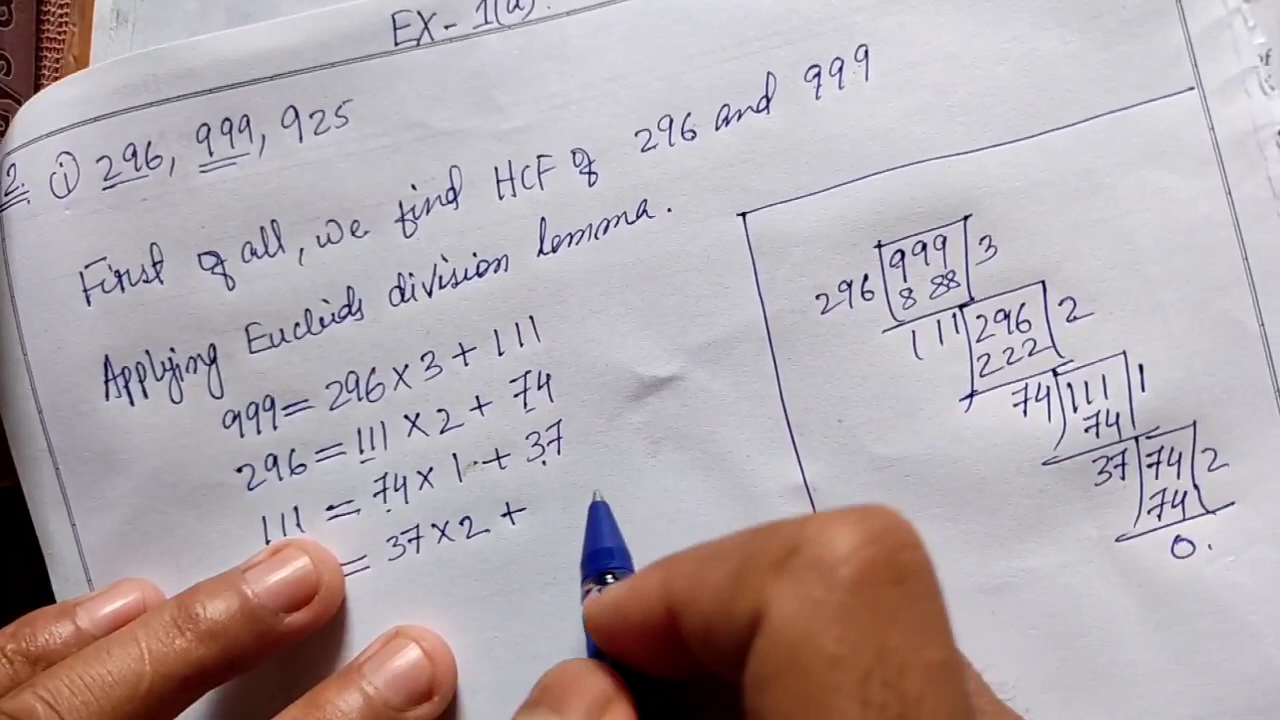 EX- 1(a).
2. (i) 296, 999, 925
First of all, we find HCF of 296 and 999
Applying Euclids division lemma.
999 = 296 × 3 + 111
296 = 111 × 2 + 74
111 = 74 × 1 + 37
= 37 × 2 +
296 999 3
888
111 296 2
222
74 111 1
74
37 74 2
74
0.